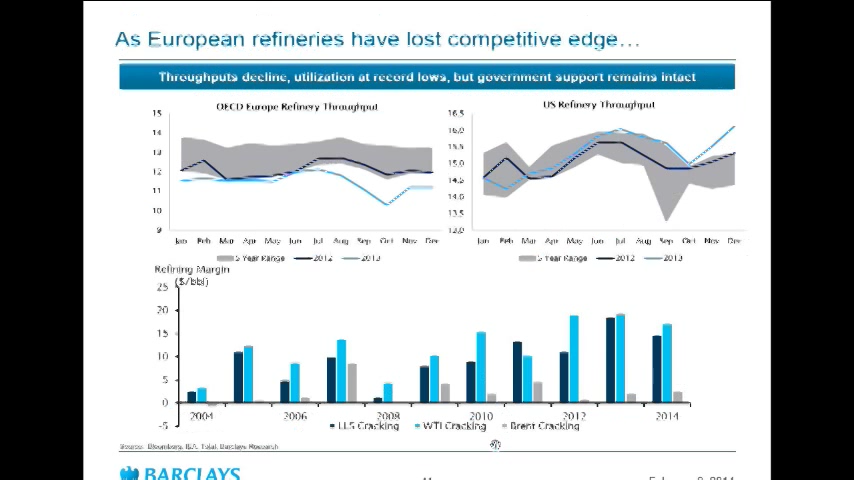 As European refineries have lost competitive edge…
Throughputs decline, utilization at record lows, but government support remains intact
OECD Europe Refinery Throughput
15
14
13
12
11
10
9
Jan Feb Mar Apr May Jun Jul Aug Sep Oct Nov Dec
5 Year Range 2012 2013
US Refinery Throughput
16.5
16.0
15.5
15.0
14.5
14.0
13.5
13.0
Jan Feb Mar Apr May Jun Jul Aug Sep Oct Nov Dec
5 Year Range 2012 2013
Refining Margin
($/bbl)
25
20
15
10
5
0
-5
2004 2006 2008 2010 2012 2014
LLS Cracking WTI Cracking Brent Cracking
Source: Bloomberg, IEA, Total, Barclays Research
BARCLAYS